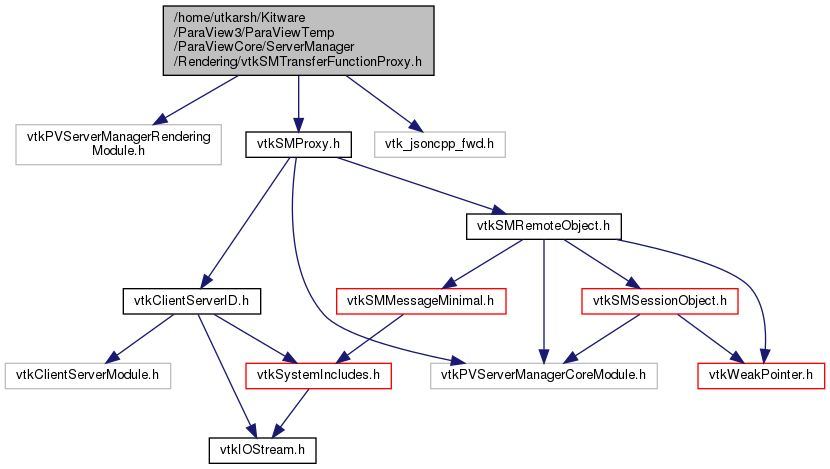 /home/utkarsh/Kitware
/ParaView3/ParaViewTemp
/ParaViewCore/ServerManager
/Rendering/vtkSMTransferFunctionProxy.h
vtkPVServerManagerRendering
Module.h
vtkSMProxy.h
vtk_jsoncpp_fwd.h
vtkSMRemoteObject.h
vtkClientServerID.h
vtkSMMessageMinimal.h
vtkSMSessionObject.h
vtkClientServerModule.h
vtkSystemIncludes.h
vtkPVServerManagerCoreModule.h
vtkWeakPointer.h
vtkIOStream.h